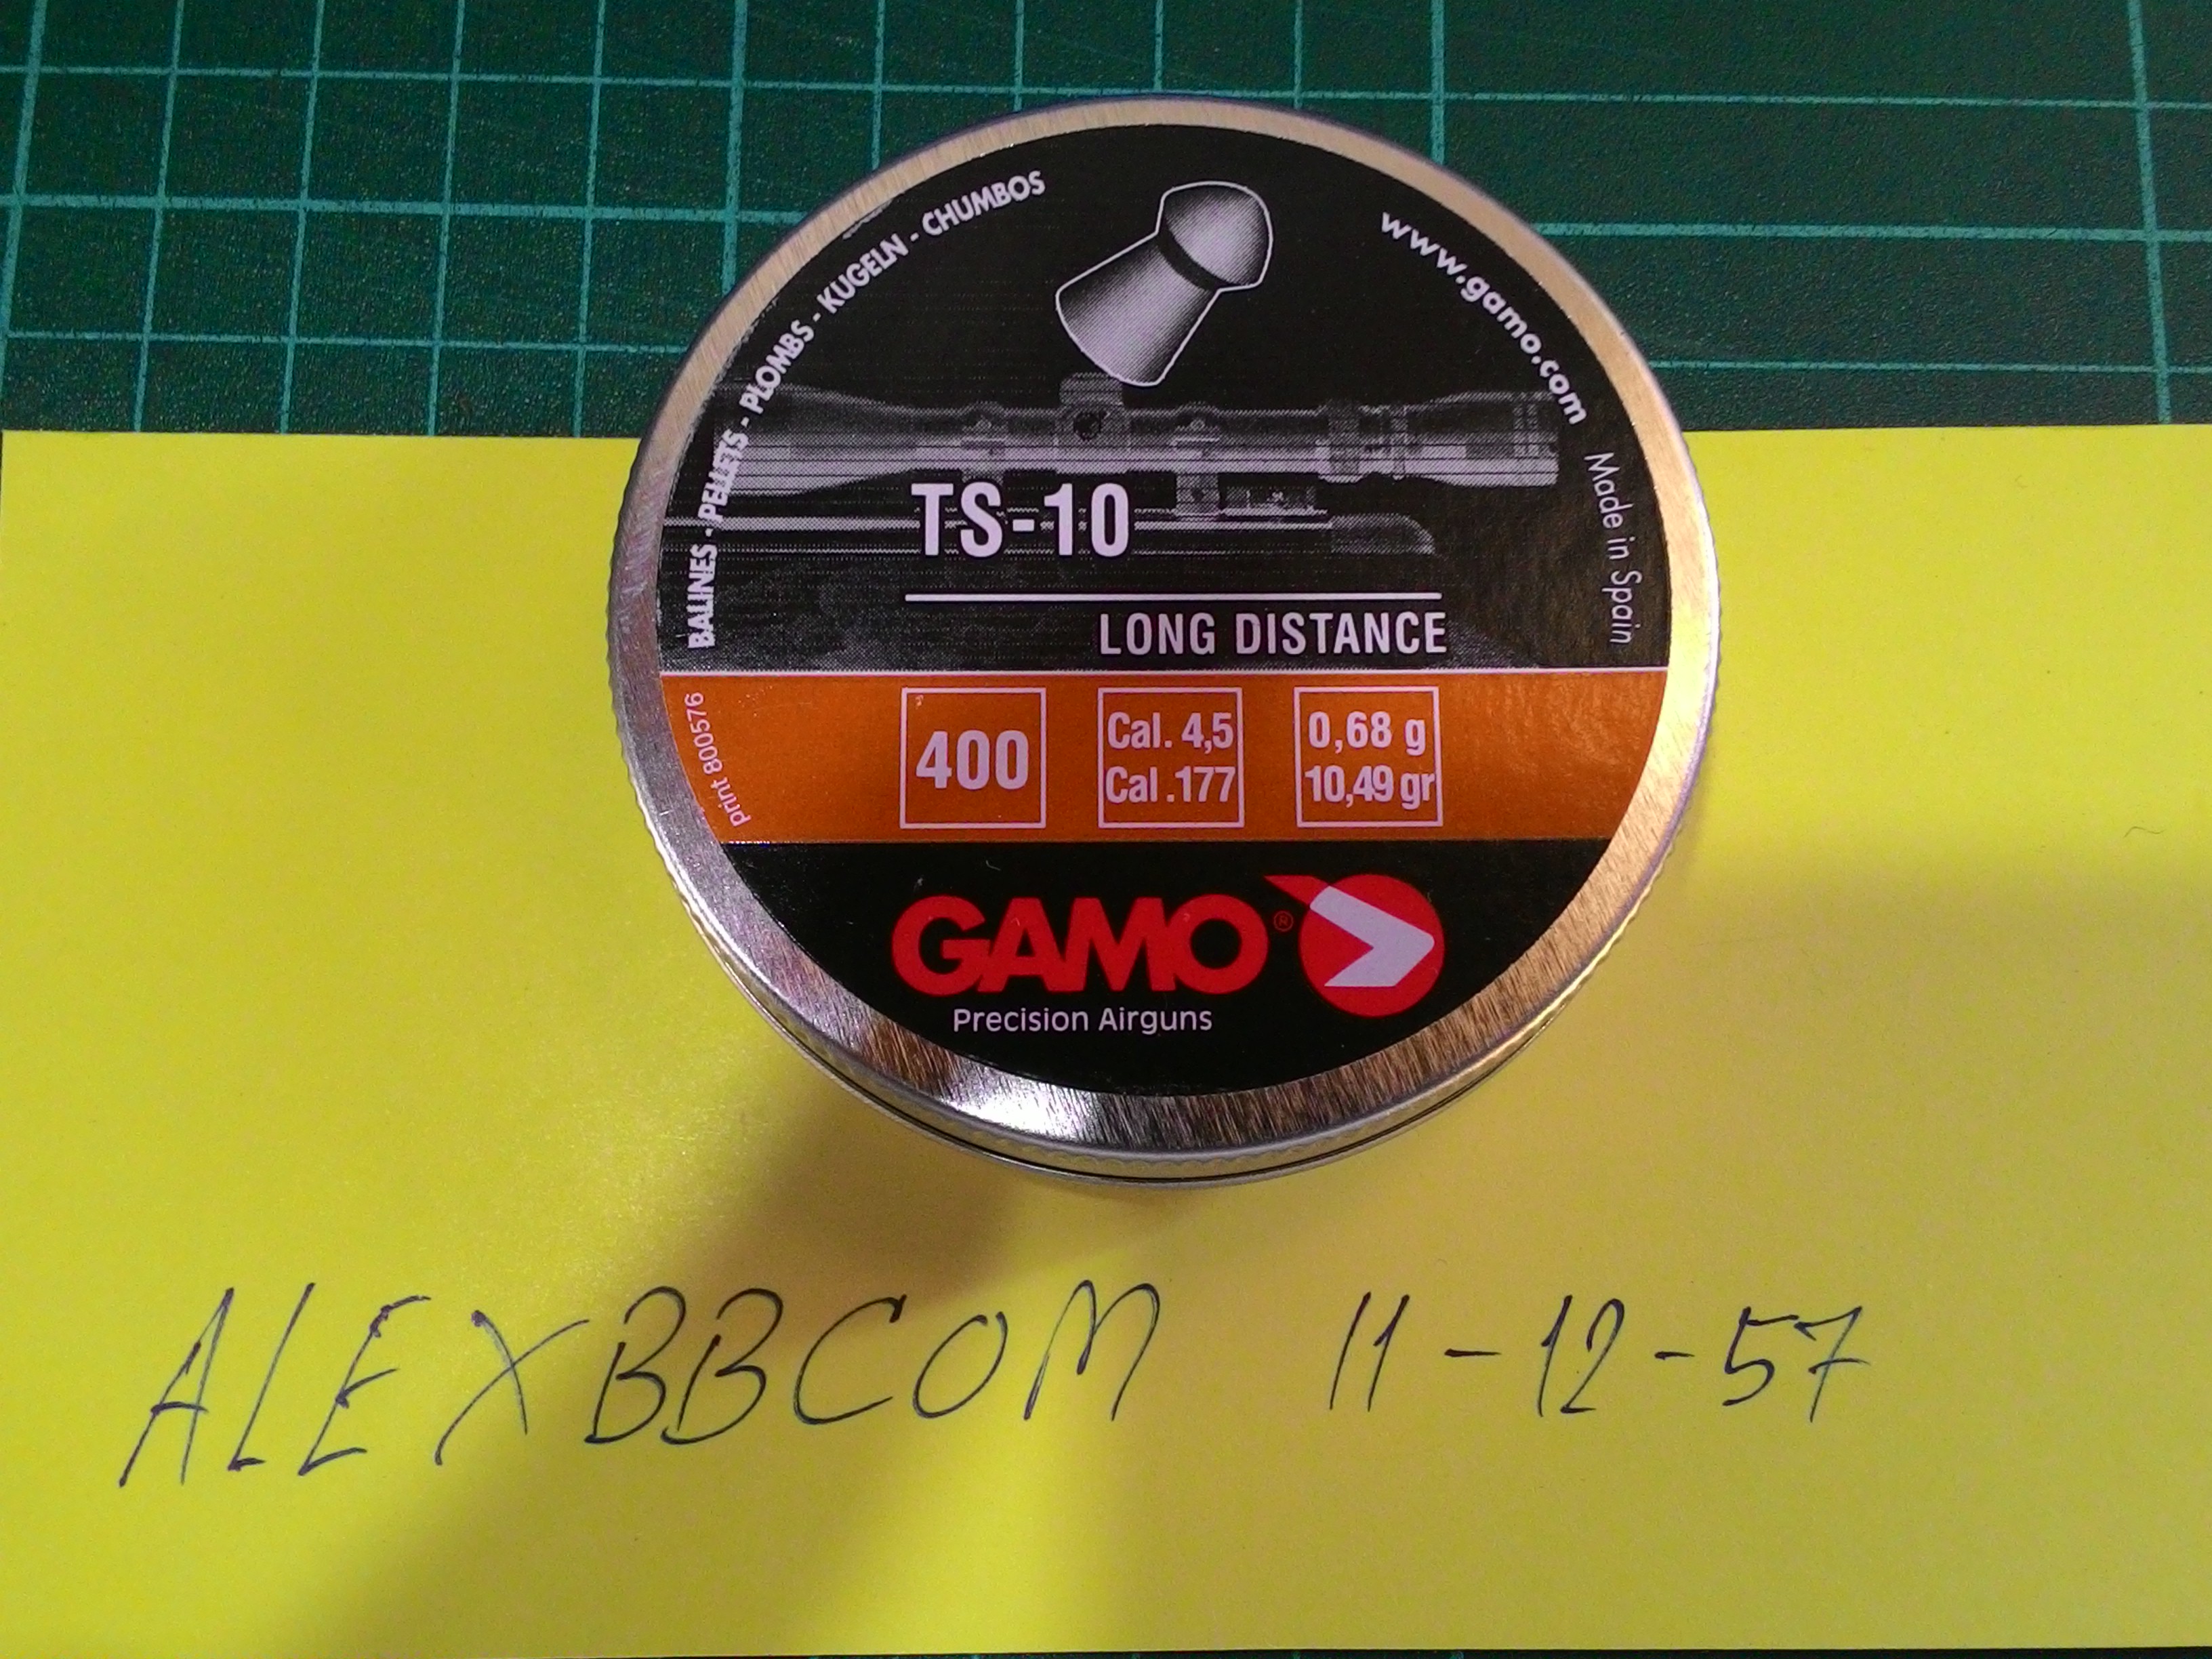 BALINES - PELLETS - PLOMBS - KUGELN - CHUMBOS
www.gamo.com
Made in Spain
TS-10
LONG DISTANCE
print 800576
400
Cal. 4,5
Cal .177
0,68 g
10,49 gr
GAMO®
Precision Airguns
ALEXBBCOM 11-12-57